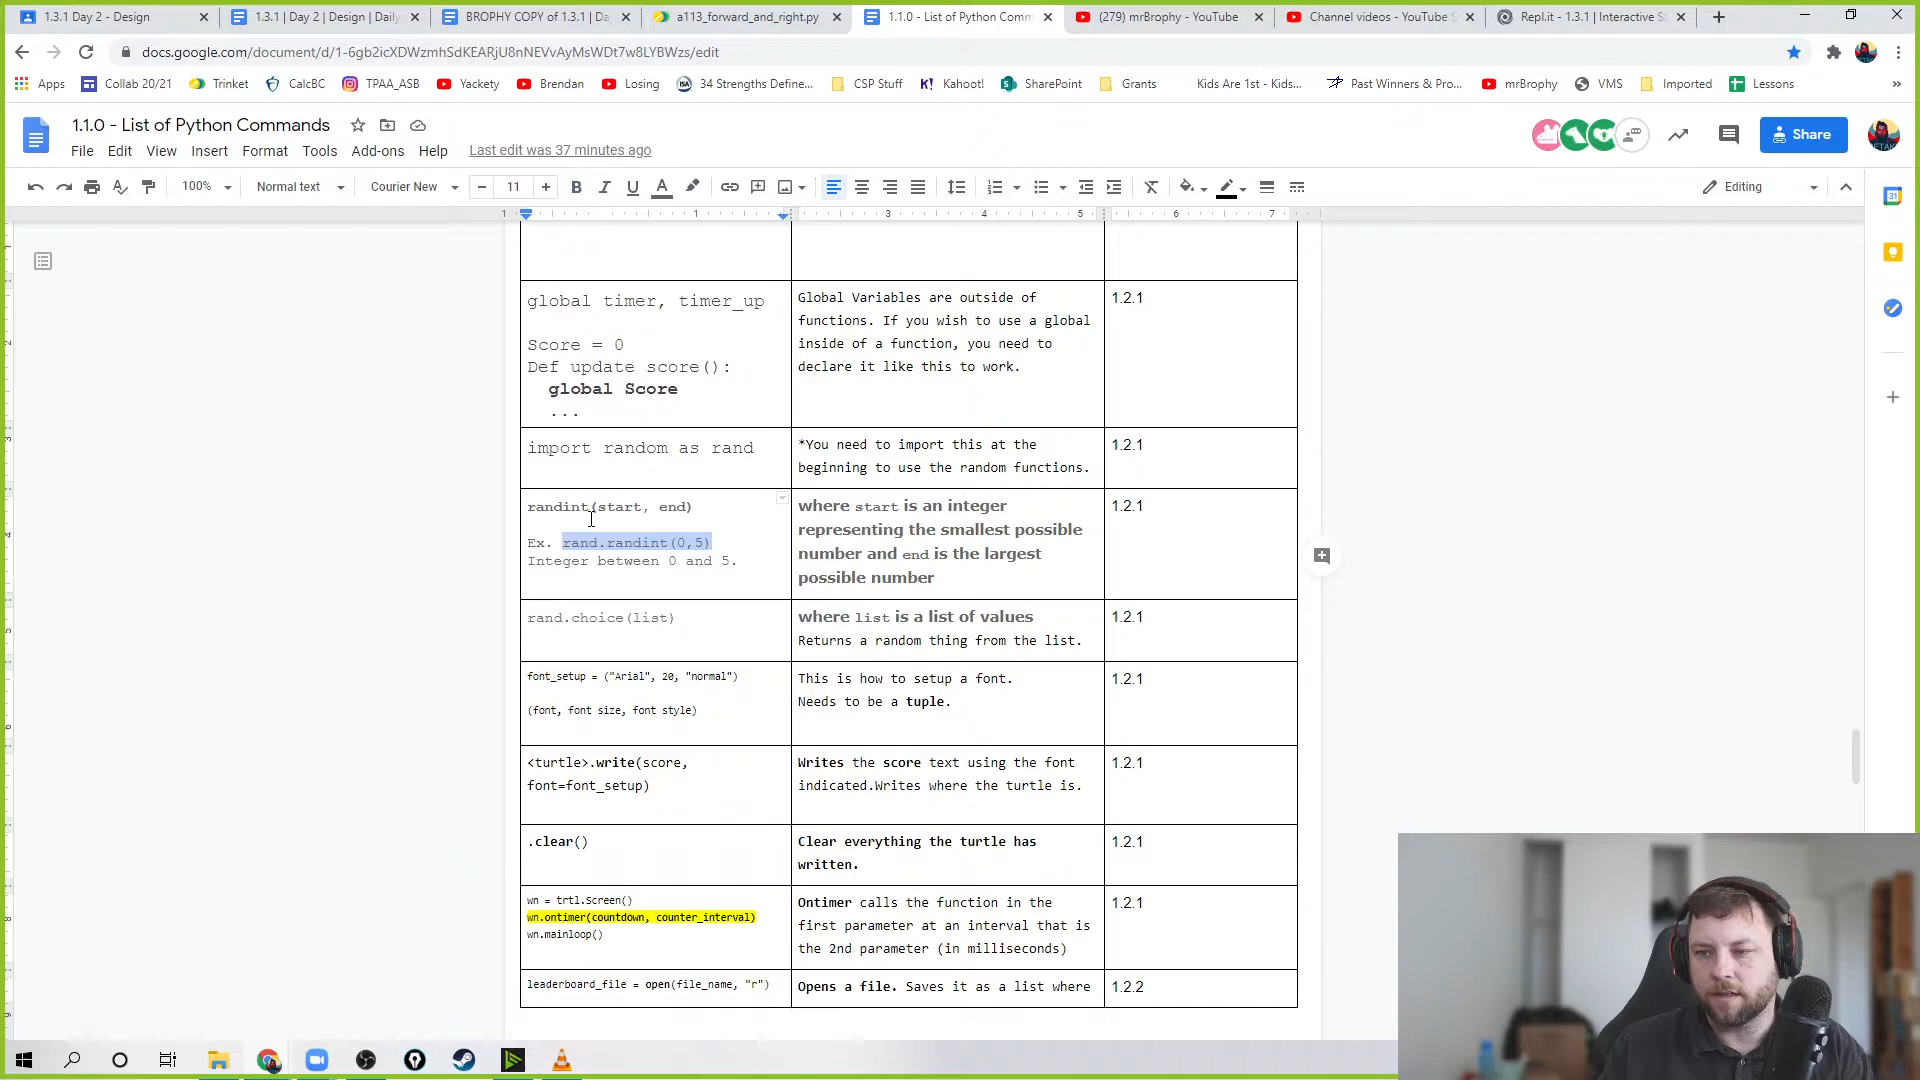 1.3.1 Day 2 - Design
1.3.1 | Day 2 | Design | Daily
BROPHY COPY of 1.3.1 | Da
a113_forward_and_right.py
1.1.0 - List of Python Comm
(279) mrBrophy - YouTube
Channel videos - YouTube S
Repl.it - 1.3.1 | Interactive S
docs.google.com/document/d/1-6gb2icXDWzmhSdKEARjU8nNEVvAyMsWDt7w8LYBWzs/edit
Apps
Collab 20/21
Trinket
CalcBC
TPAA_ASB
Yackety
Brendan
Losing
34 Strengths Define...
CSP Stuff
Kahoot!
SharePoint
Grants
Kids Are 1st - Kids...
Past Winners & Pro...
mrBrophy
VMS
Imported
Lessons
1.1.0 - List of Python Commands
Share
File Edit View Insert Format Tools Add-ons Help Last edit was 37 minutes ago
100% Normal text Courier New 11 Editing
1 1 3 4 5 6 7
global timer, timer_up
Score = 0
Def update score():
global Score
...
Global Variables are outside of
functions. If you wish to use a global
inside of a function, you need to
declare it like this to work.
1.2.1
import random as rand
*You need to import this at the
beginning to use the random functions.
1.2.1
randint(start, end)
Ex. rand.randint(0,5)
Integer between 0 and 5.
where start is an integer
representing the smallest possible
number and end is the largest
possible number
1.2.1
rand.choice(list)
where list is a list of values
Returns a random thing from the list.
1.2.1
font_setup = ("Arial", 20, "normal")
(font, font size, font style)
This is how to setup a font.
Needs to be a tuple.
1.2.1
<turtle>.write(score,
font=font_setup)
Writes the score text using the font
indicated.Writes where the turtle is.
1.2.1
.clear()
Clear everything the turtle has
written.
1.2.1
wn = trtl.Screen()
wn.ontimer(countdown, counter_interval)
wn.mainloop()
Ontimer calls the function in the
first parameter at an interval that is
the 2nd parameter (in milliseconds)
1.2.1
leaderboard_file = open(file_name, "r")
Opens a file. Saves it as a list where
1.2.2